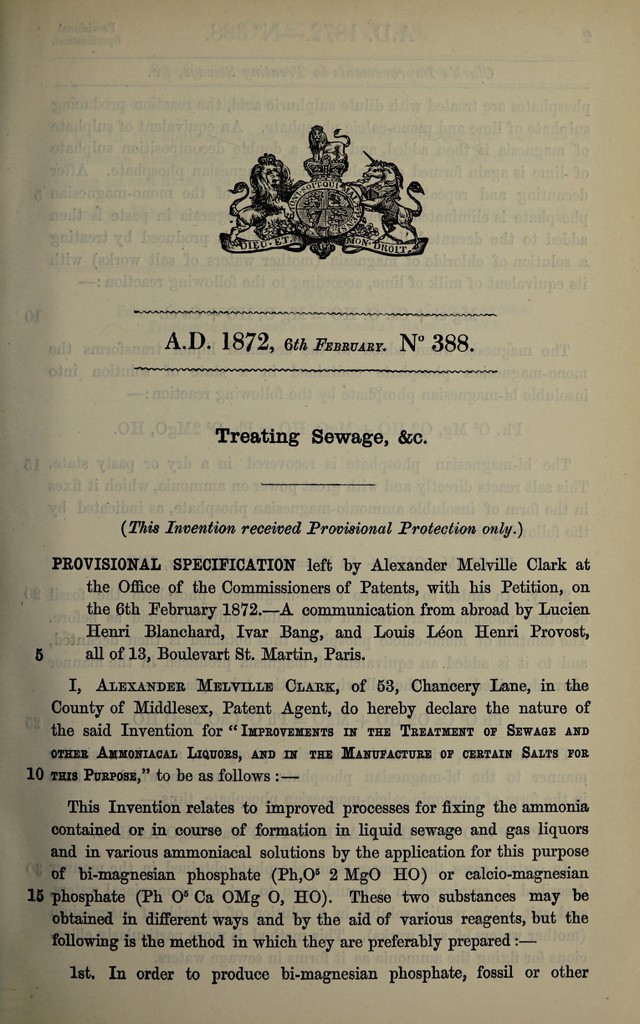 HONI SOIT QUI MAL Y PENSE
DIEU·ET MON·DROIT.
A.D. 1872, 6th February. Nº 388.
Treating Sewage, &c.
(This Invention received Provisional Protection only.)
PROVISIONAL SPECIFICATION left by Alexander Melville Clark at
the Office of the Commissioners of Patents, with his Petition, on
the 6th February 1872.—A communication from abroad by Lucien
Henri Blanchard, Ivar Bang, and Louis Léon Henri Provost,
5 all of 13, Boulevart St. Martin, Paris.
I, Alexander Melville Clark, of 53, Chancery Lane, in the
County of Middlesex, Patent Agent, do hereby declare the nature of
the said Invention for "Improvements in the Treatment of Sewage and
other Ammoniacal Liquors, and in the Manufacture of certain Salts for
10 this Purpose," to be as follows :—
This Invention relates to improved processes for fixing the ammonia
contained or in course of formation in liquid sewage and gas liquors
and in various ammoniacal solutions by the application for this purpose
of bi-magnesian phosphate (Ph,O⁵ 2 MgO HO) or calcio-magnesian
15 phosphate (Ph O⁵ Ca OMg O, HO). These two substances may be
obtained in different ways and by the aid of various reagents, but the
following is the method in which they are preferably prepared :—
1st. In order to produce bi-magnesian phosphate, fossil or other